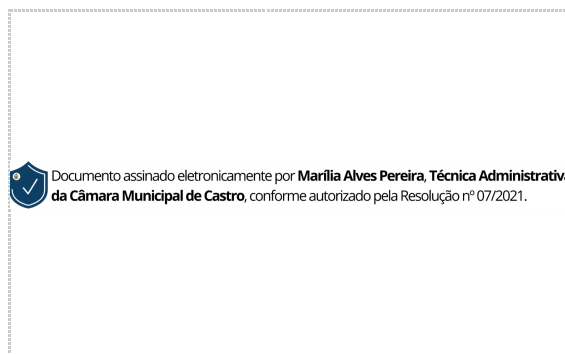 Documento assinado eletronicamente por Marília Alves Pereira, Técnica Administrativa
da Câmara Municipal de Castro, conforme autorizado pela Resolução nº 07/2021.